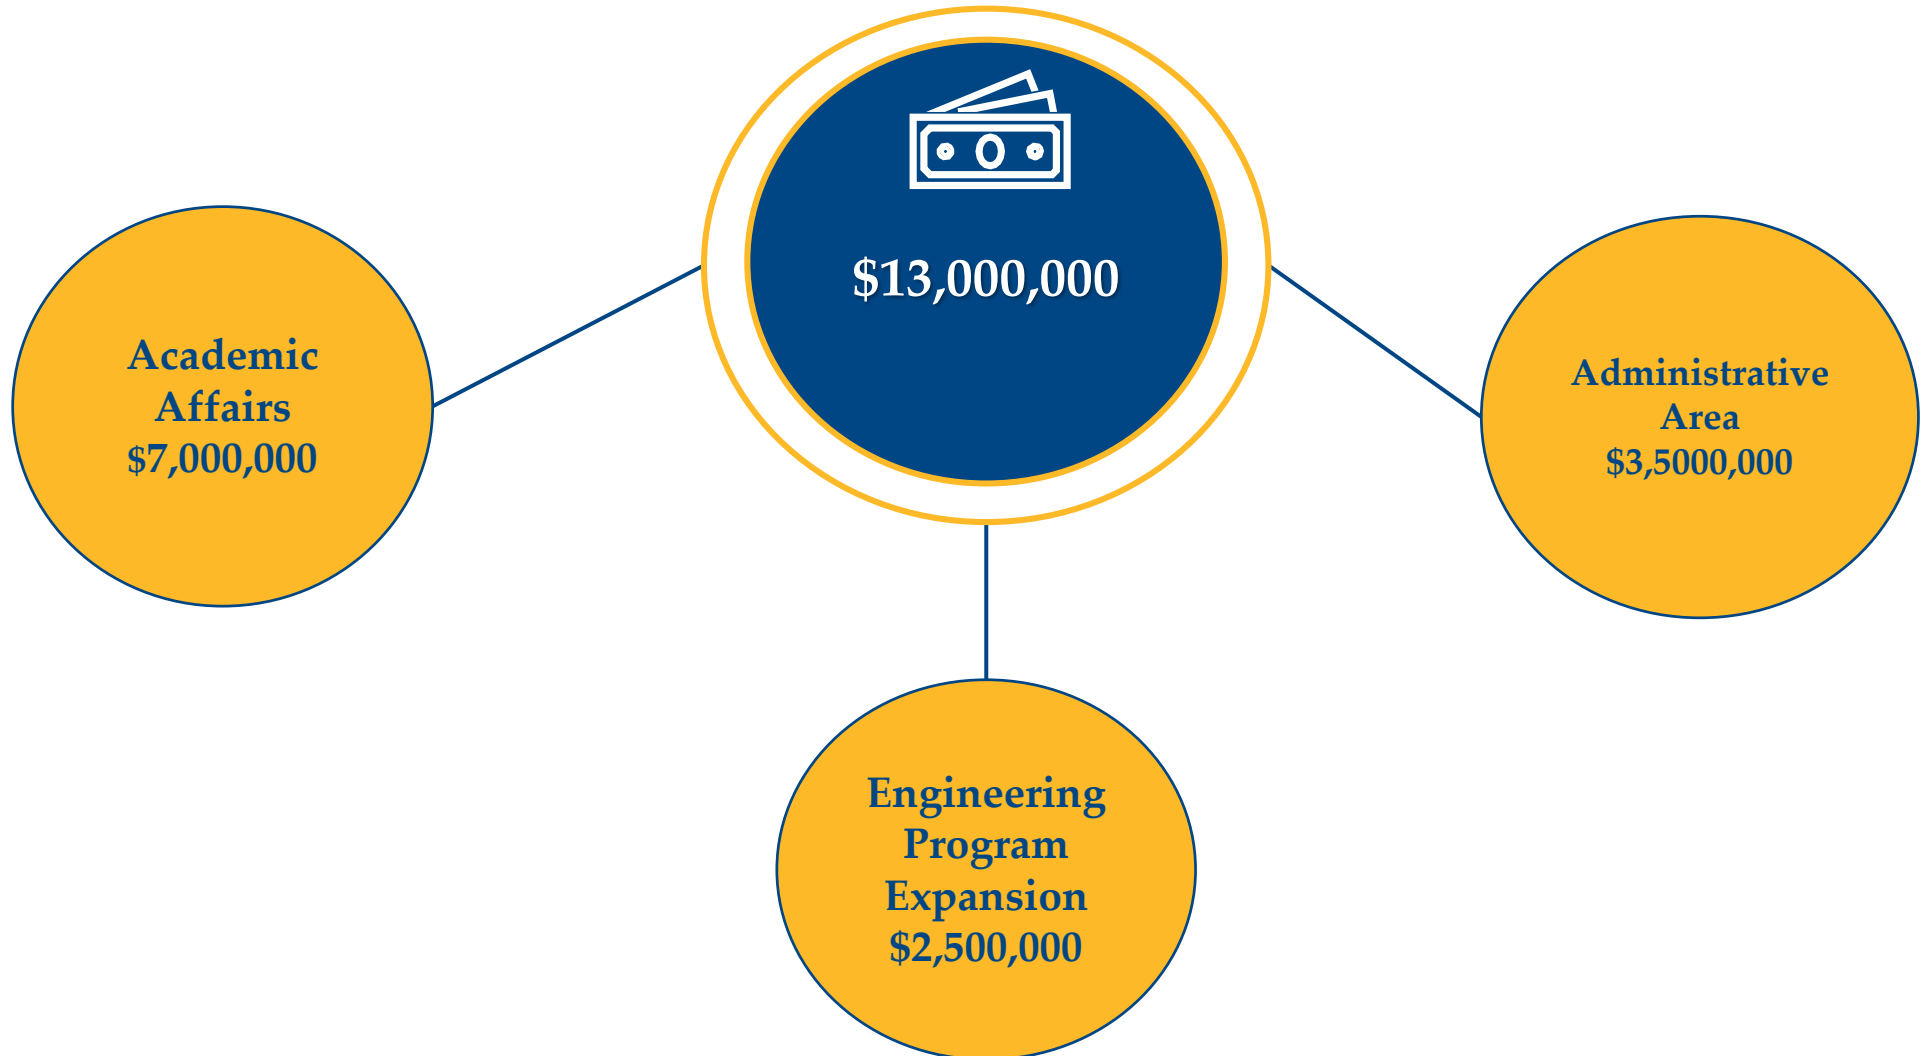 $13,000,000
Academic
Affairs
$7,000,000
Administrative
Area
$3,5000,000
Engineering
Program
Expansion
$2,500,000